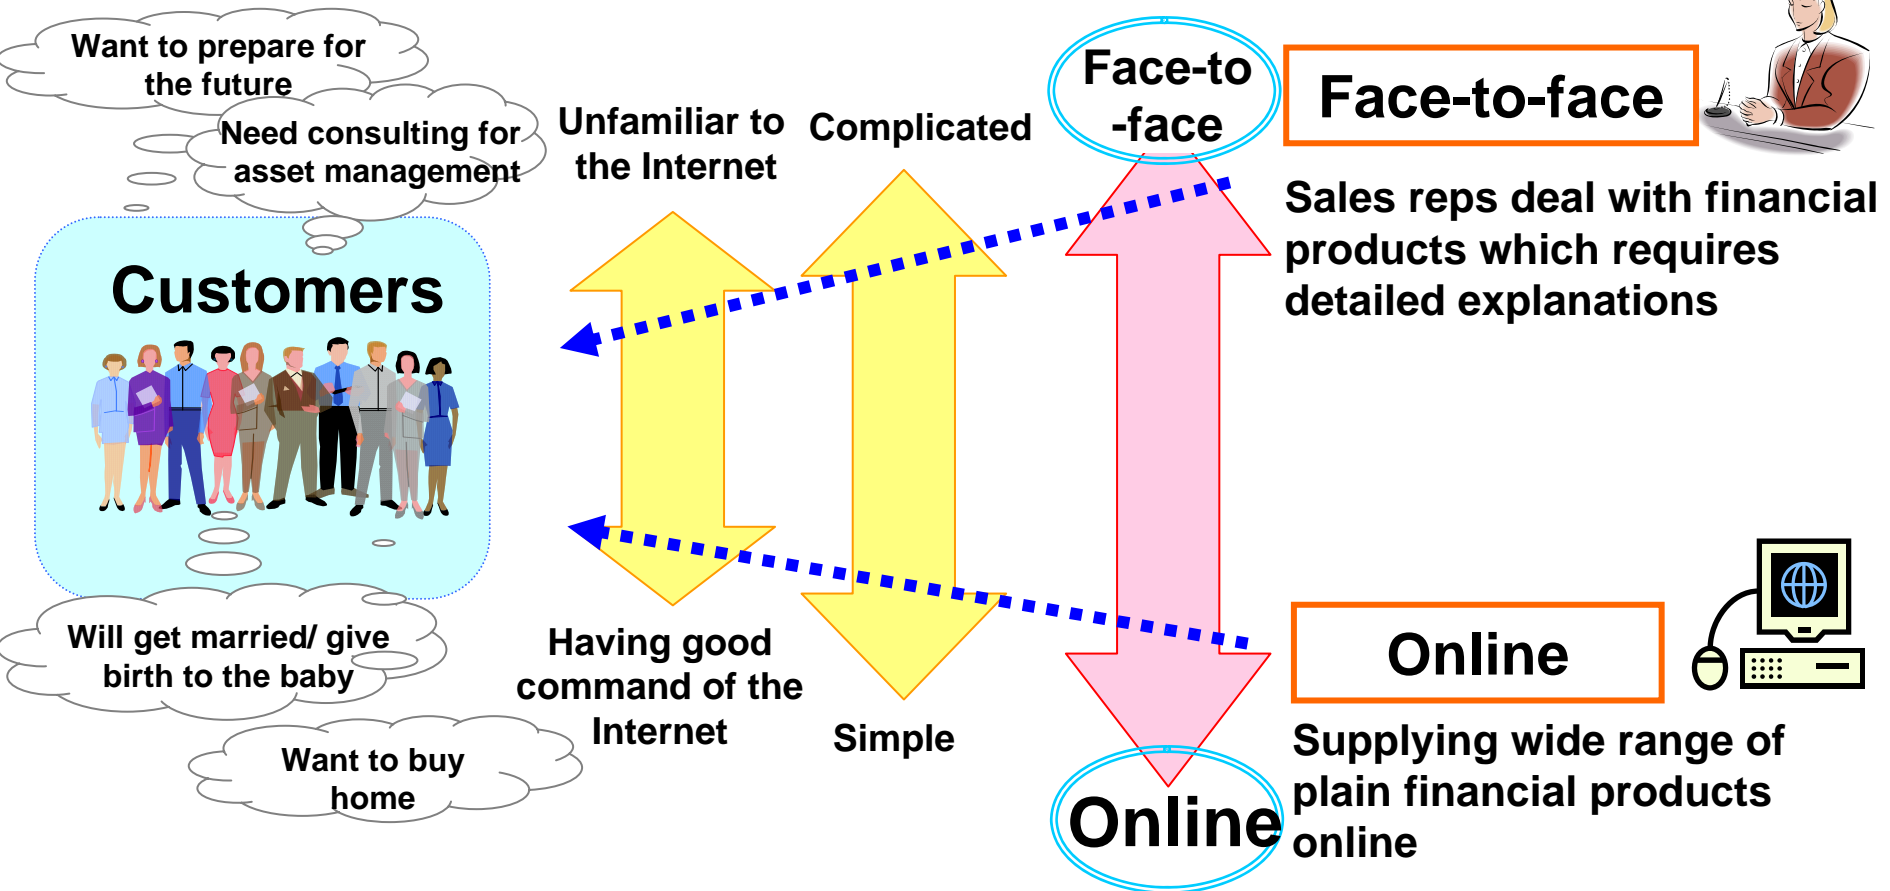 Want to prepare for
the future
Need consulting for
asset management
Customers
Will get married/ give
birth to the baby
Want to buy
home
Unfamiliar to
the Internet
Having good
command of the
Internet
Complicated
Simple
Face-to
-face
Online
Face-to-face
Sales reps deal with financial
products which requires
detailed explanations
Online
Supplying wide range of
plain financial products
online